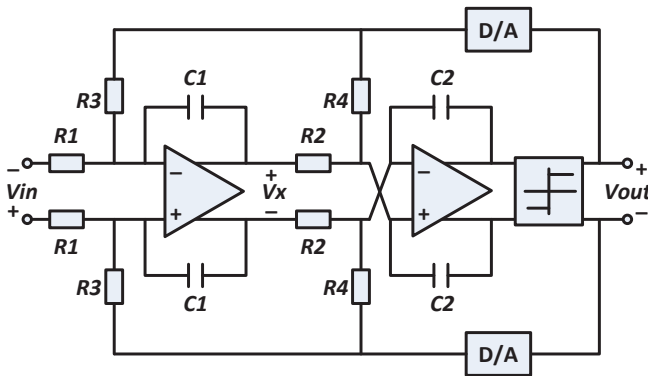 D/A
C1
C2
R3
R4
R1
R2
−
−
+
−
+
Vin
Vx
Vout
+
+
−
+
−
R1
R2
R3
C1
R4
C2
D/A